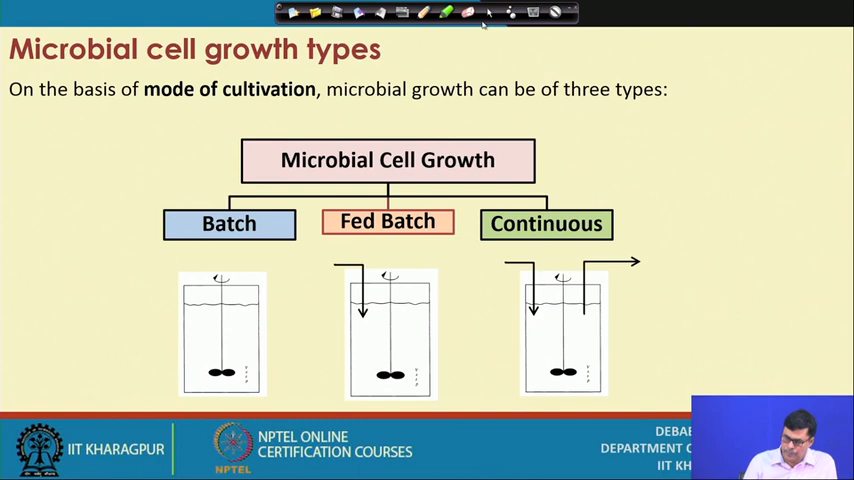 Microbial cell growth types
On the basis of mode of cultivation, microbial growth can be of three types:
Microbial Cell Growth
Batch
Fed Batch
Continuous
IIT KHARAGPUR
NPTEL
NPTEL ONLINE
CERTIFICATION COURSES
DEPARTMENT